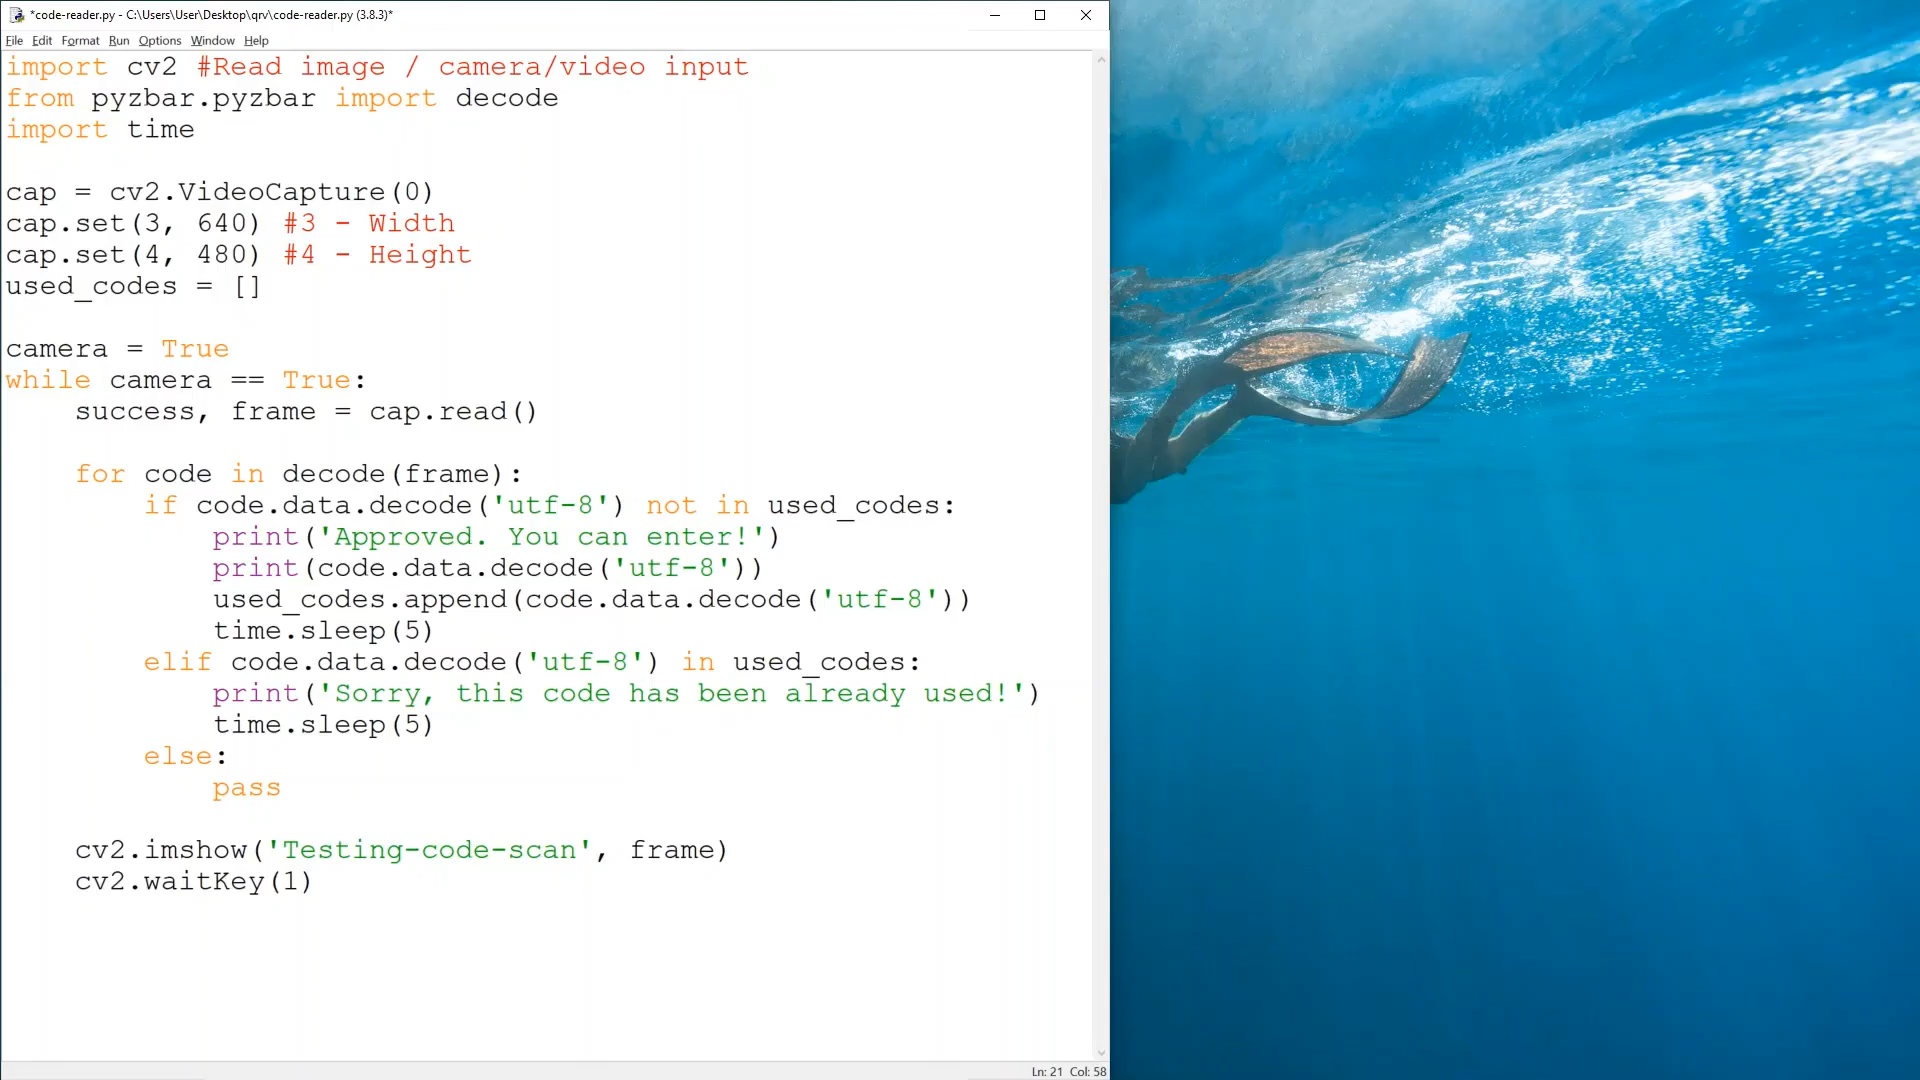 *code-reader.py - C:\Users\User\Desktop\qrv\code-reader.py (3.8.3)*
File Edit Format Run Options Window Help
import cv2 #Read image / camera/video input
from pyzbar.pyzbar import decode
import time
cap = cv2.VideoCapture(0)
cap.set(3, 640) #3 - Width
cap.set(4, 480) #4 - Height
used_codes = []
camera = True
while camera == True:
    success, frame = cap.read()
    for code in decode(frame):
        if code.data.decode('utf-8') not in used_codes:
            print('Approved. You can enter!')
            print(code.data.decode('utf-8'))
            used_codes.append(code.data.decode('utf-8'))
            time.sleep(5)
        elif code.data.decode('utf-8') in used_codes:
            print('Sorry, this code has been already used!')
            time.sleep(5)
        else:
            pass
    cv2.imshow('Testing-code-scan', frame)
    cv2.waitKey(1)
Ln: 21 Col: 58